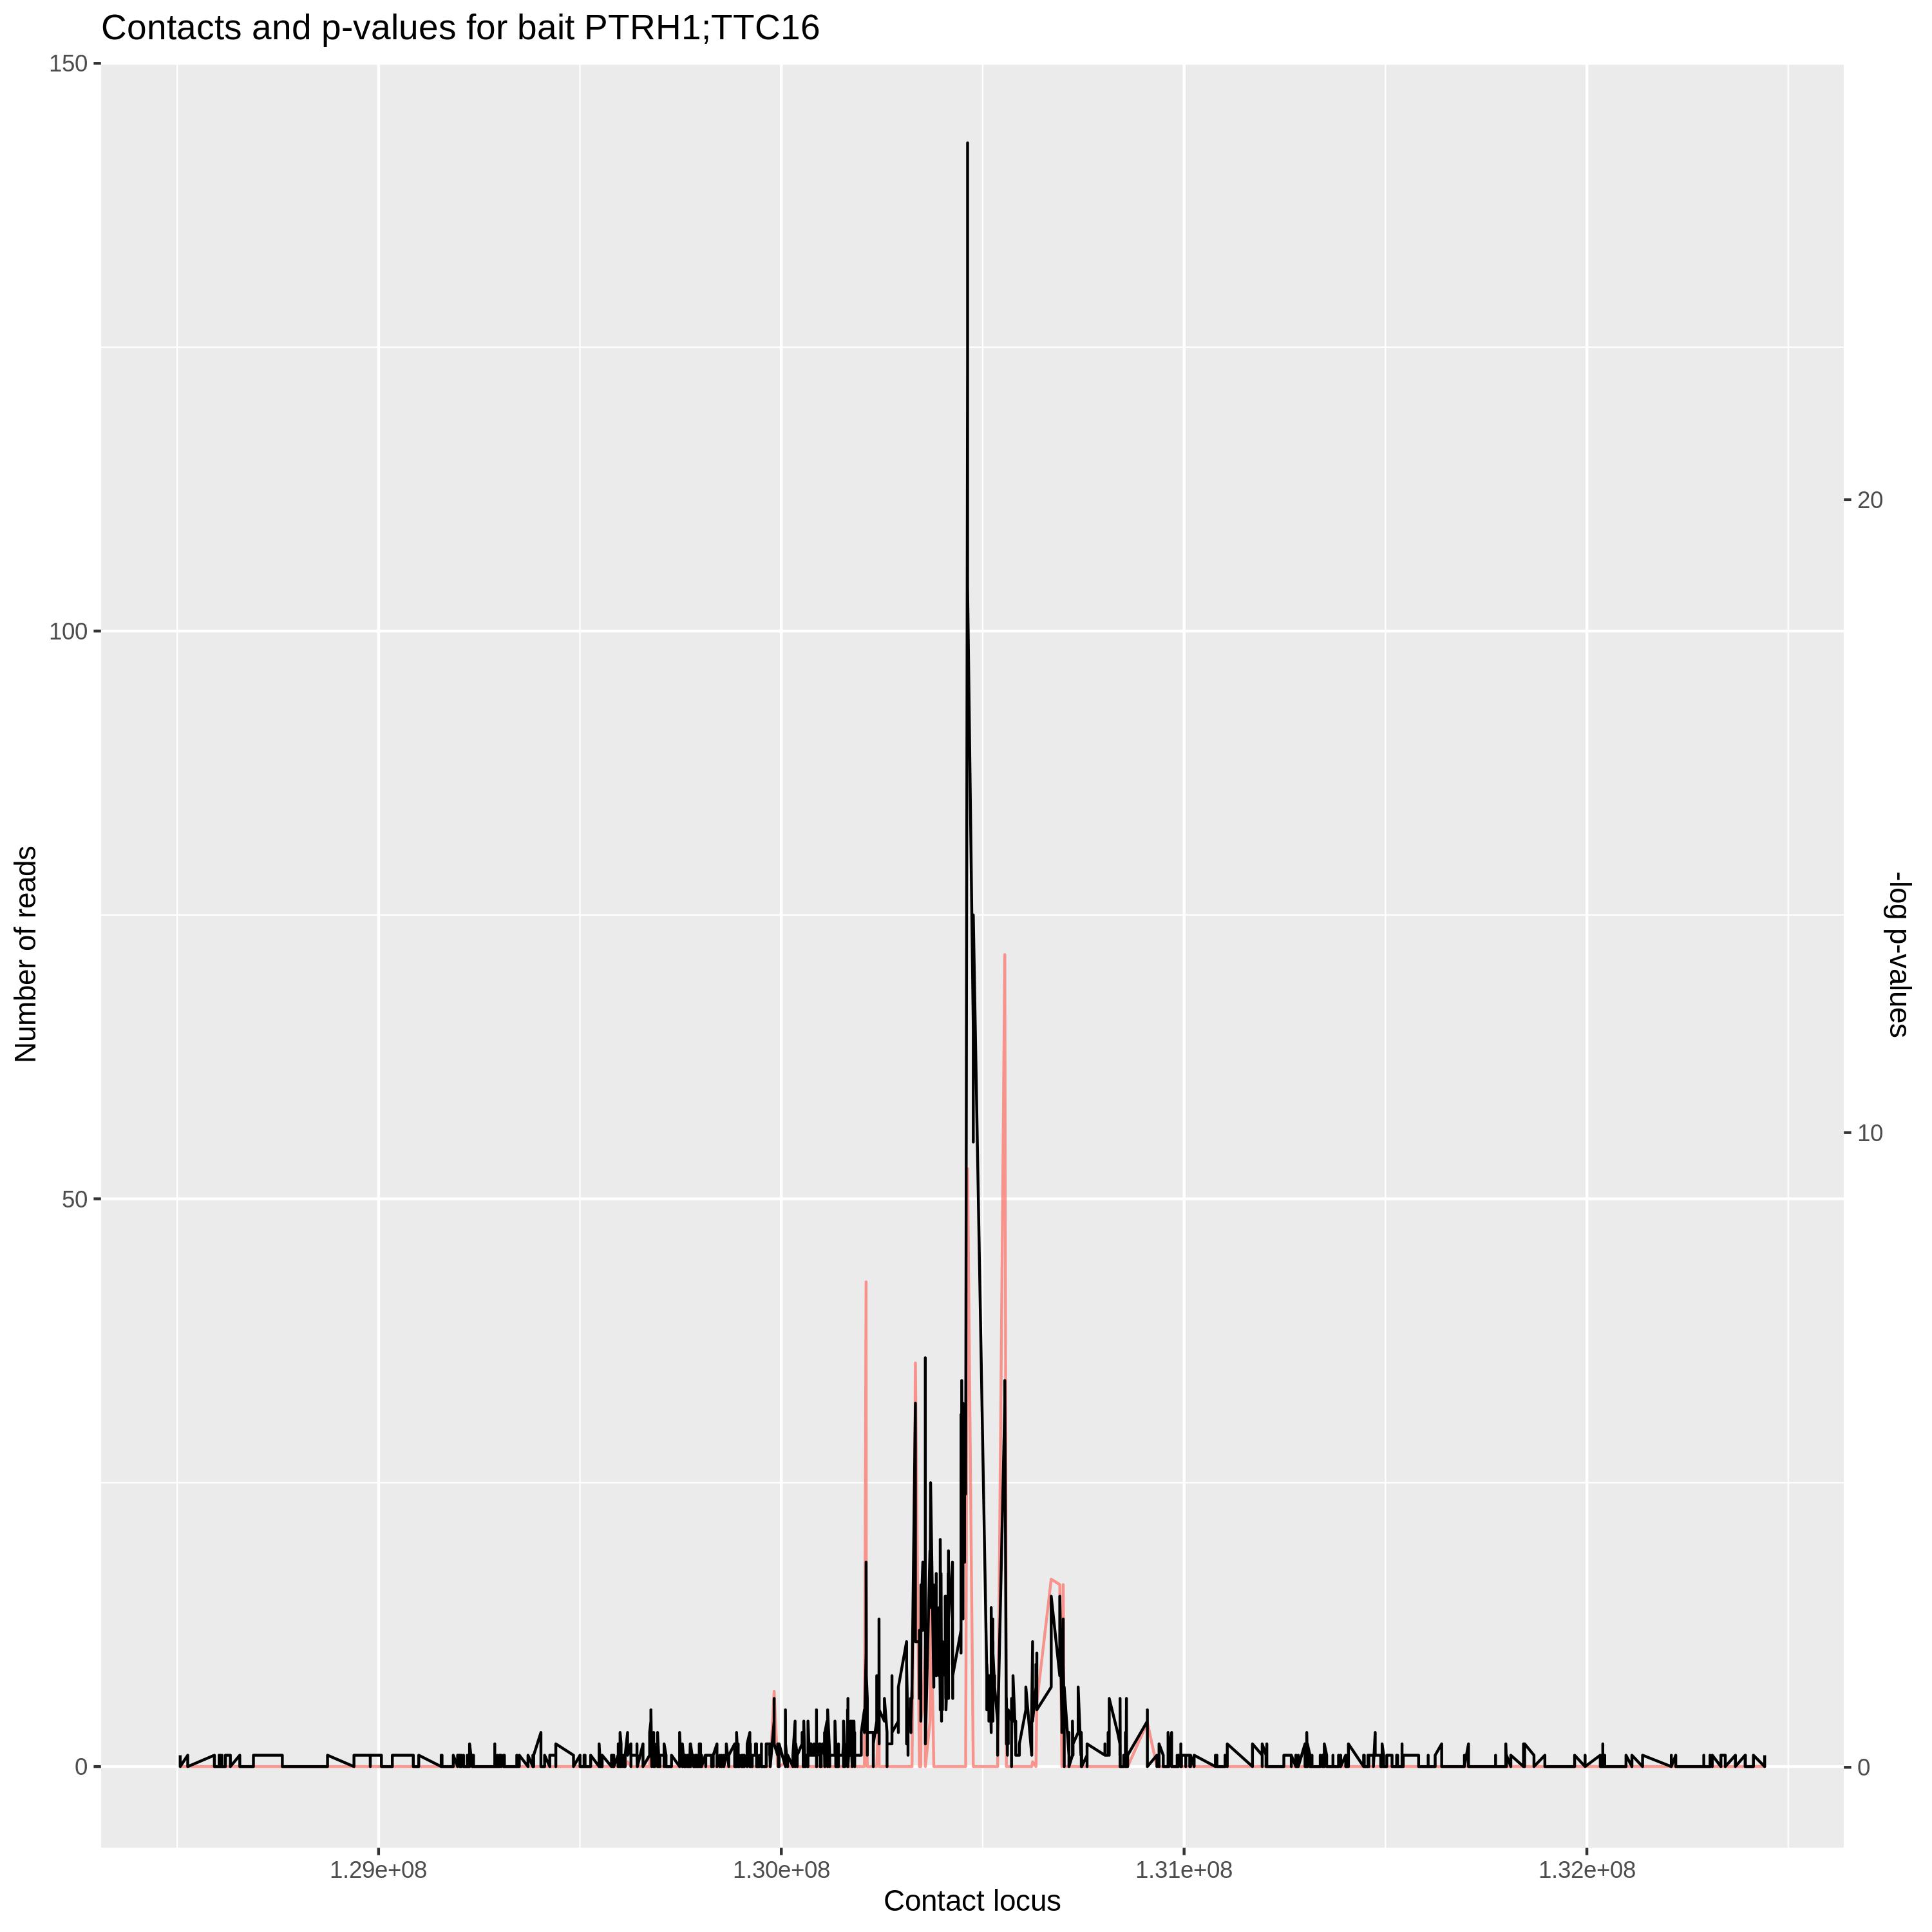 Contacts and p-values for bait PTRH1;TTC16
150
100
50
0
Number of reads
20
10
0
-log p-values
1.29e+08
1.30e+08
1.31e+08
1.32e+08
Contact locus